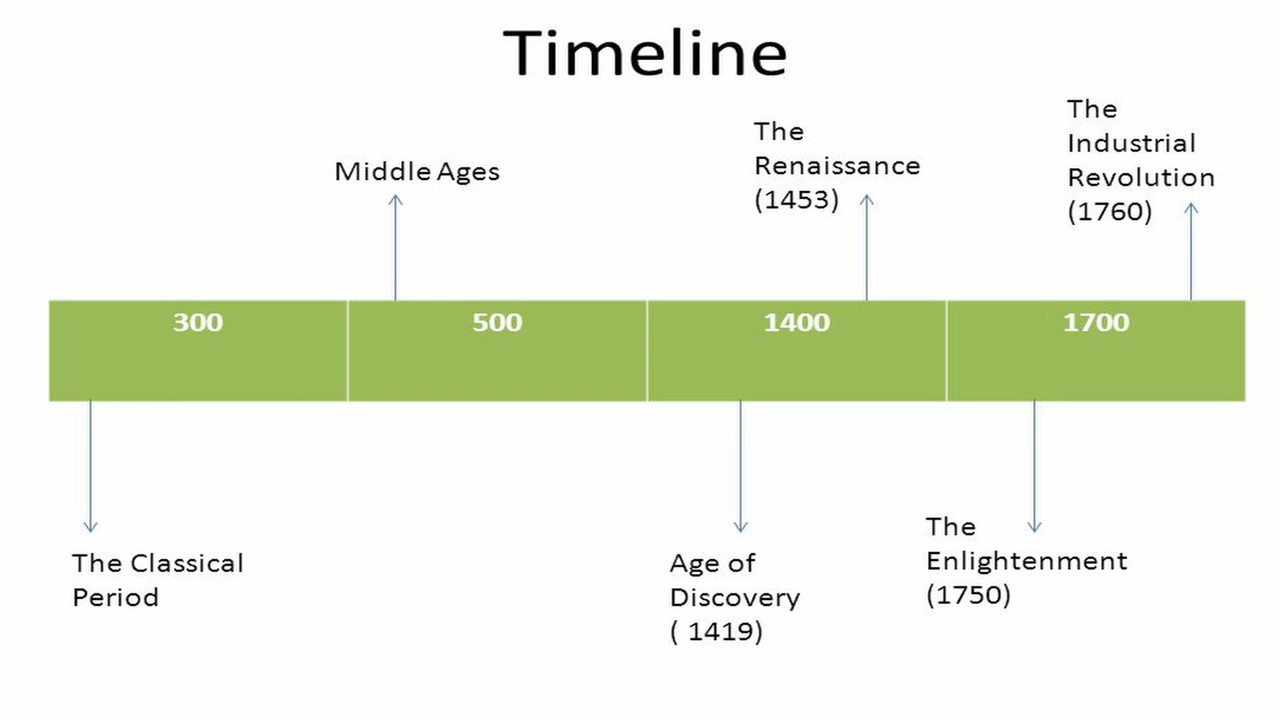 Timeline
Middle Ages
The
Renaissance
(1453)
The
Industrial
Revolution
(1760)
300
500
1400
1700
The Classical
Period
Age of
Discovery
( 1419)
The
Enlightenment
(1750)